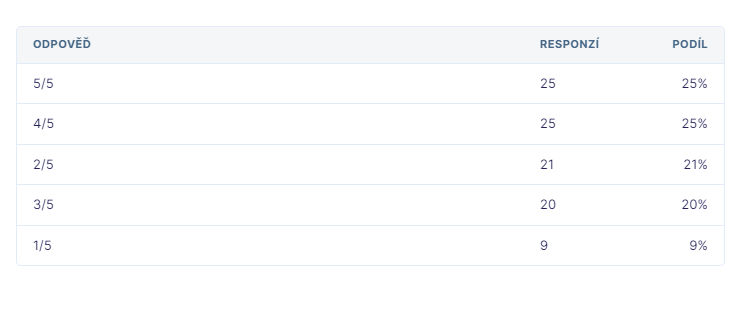 ODPOVĚĎ RESPONZÍ PODÍL
5/5 25 25%
4/5 25 25%
2/5 21 21%
3/5 20 20%
1/5 9 9%